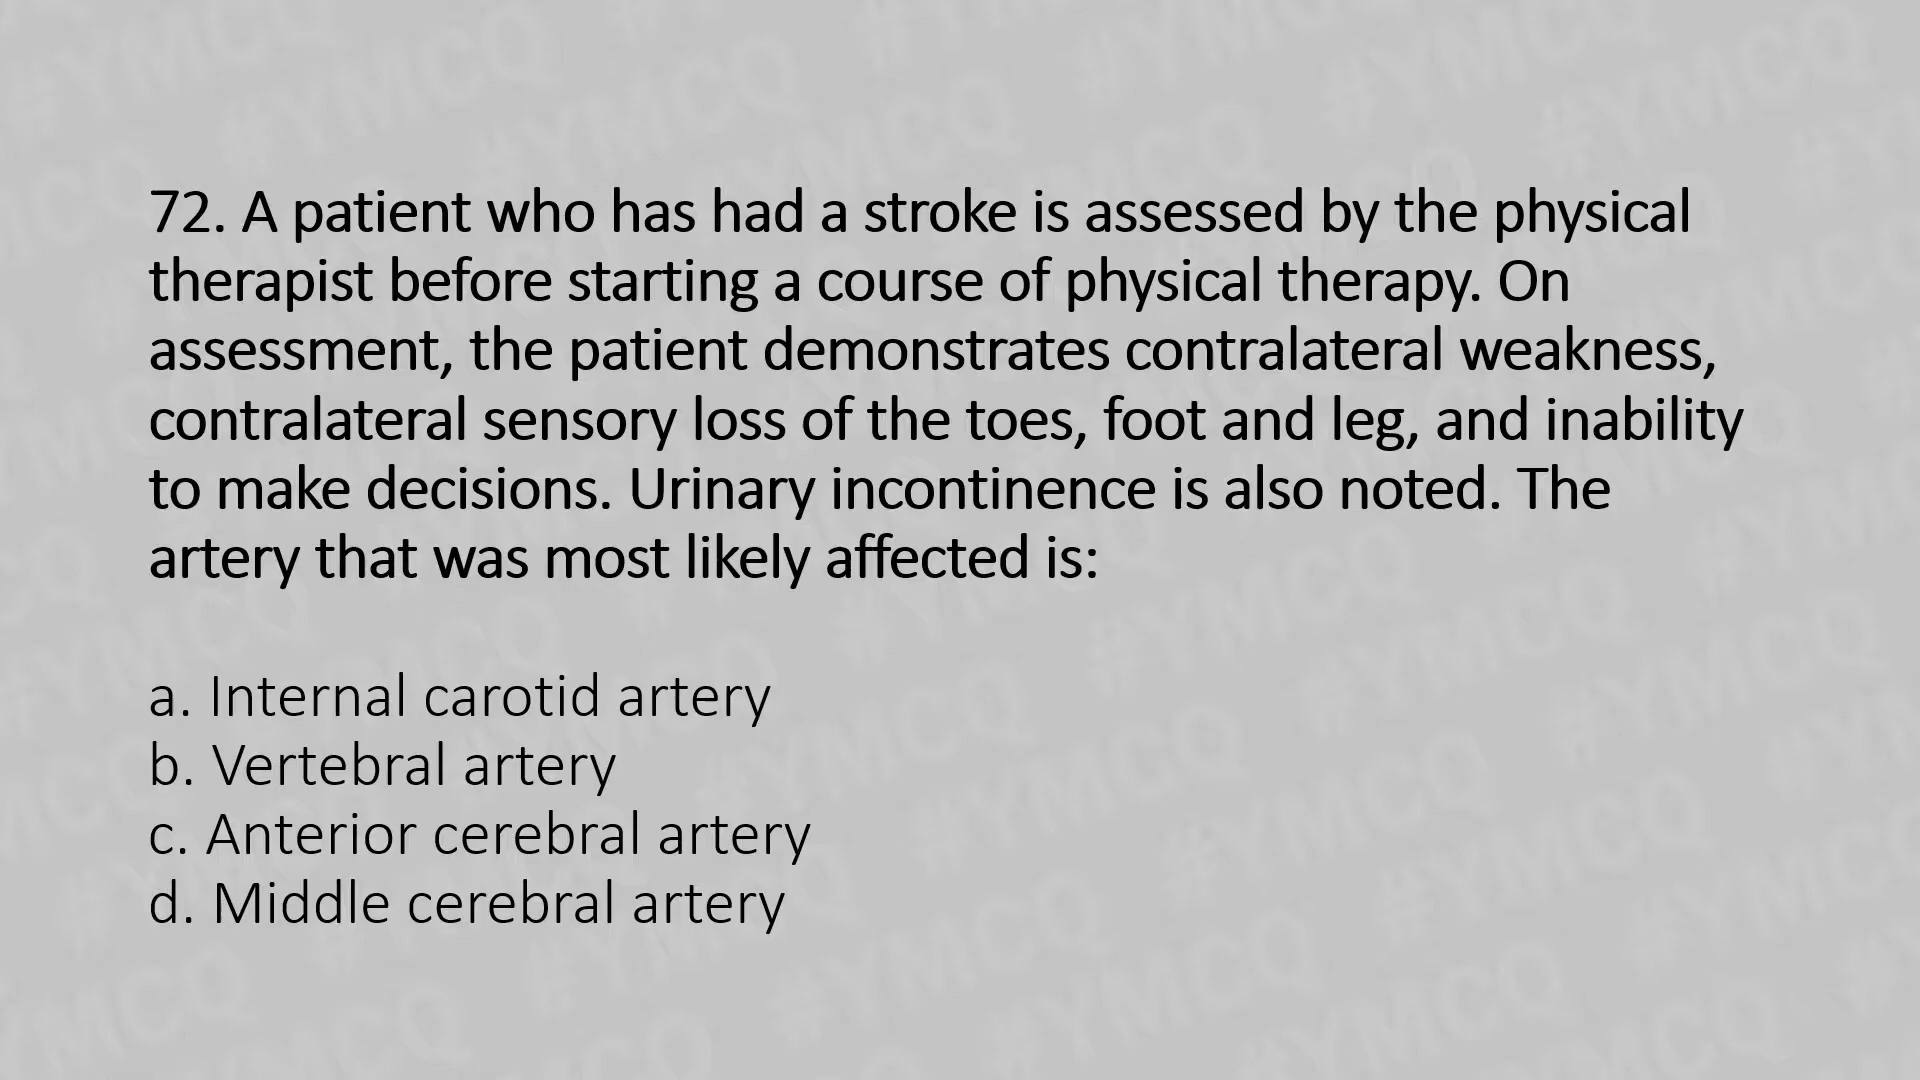 72. A patient who has had a stroke is assessed by the physical
therapist before starting a course of physical therapy. On
assessment, the patient demonstrates contralateral weakness,
contralateral sensory loss of the toes, foot and leg, and inability
to make decisions. Urinary incontinence is also noted. The
artery that was most likely affected is:
a. Internal carotid artery
b. Vertebral artery
c. Anterior cerebral artery
d. Middle cerebral artery
#YMCQ